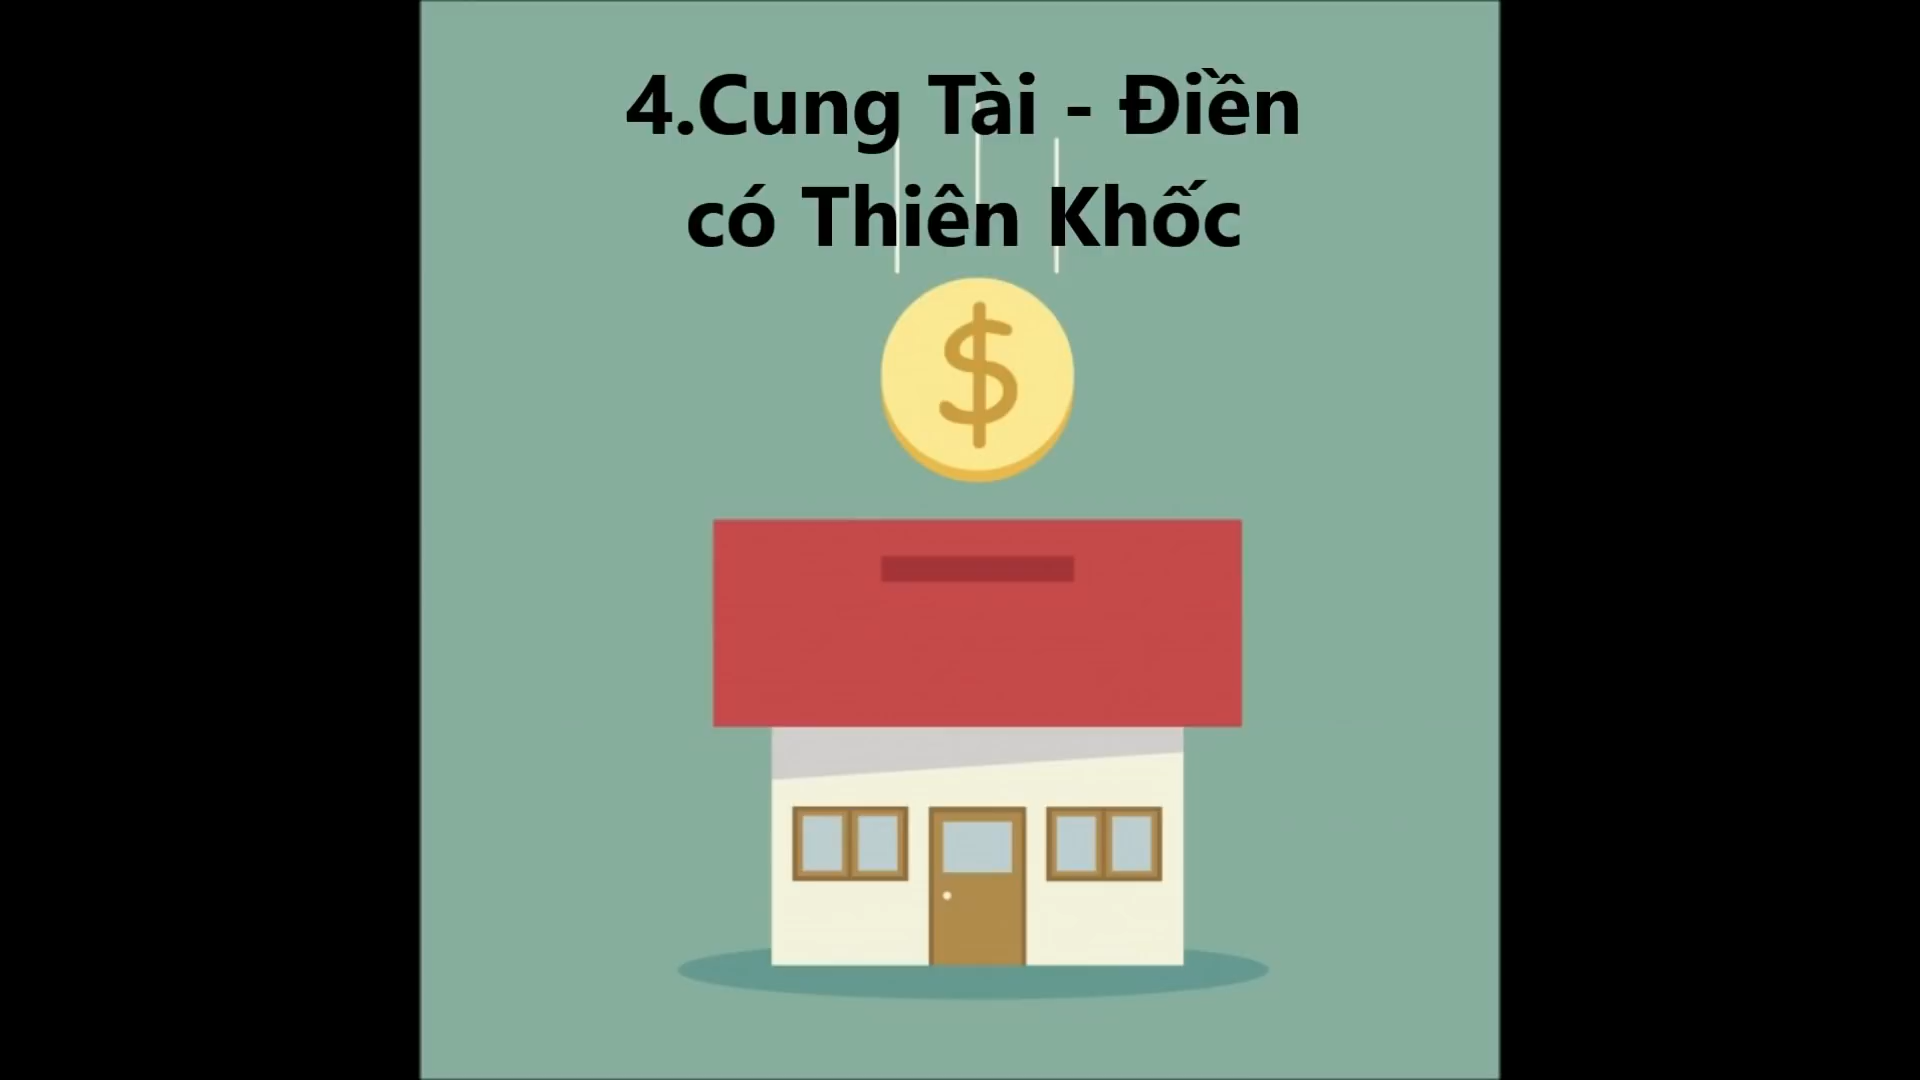 4.Cung Tài - Điền
có Thiên Khốc
$